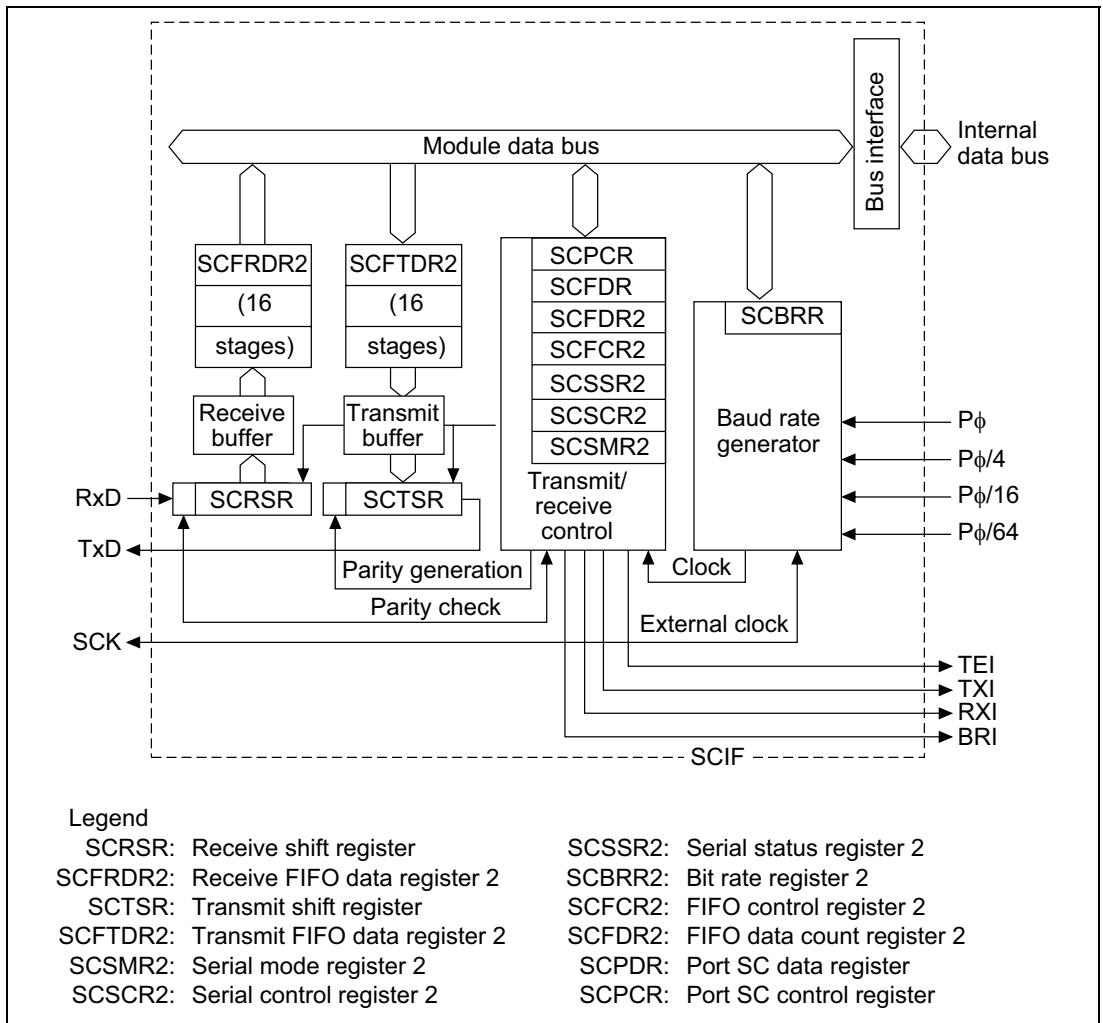 Bus interface
Internal
data bus
Module data bus
SCFRDR2
(16
stages)
SCFTDR2
(16
stages)
SCPCR
SCFDR
SCFDR2
SCFCR2
SCSSR2
SCSCR2
SCSMR2
Transmit/
receive
control
SCBRR
Baud rate
generator
Receive
buffer
Transmit
buffer
Pϕ
Pϕ/4
Pϕ/16
Pϕ/64
RxD
SCRSR
SCTSR
TxD
Parity generation
Clock
Parity check
SCK
External clock
TEI
TXI
RXI
BRI
SCIF
Legend
SCRSR: Receive shift register
SCFRDR2: Receive FIFO data register 2
SCTSR: Transmit shift register
SCFTDR2: Transmit FIFO data register 2
SCSMR2: Serial mode register 2
SCSCR2: Serial control register 2
SCSSR2: Serial status register 2
SCBRR2: Bit rate register 2
SCFCR2: FIFO control register 2
SCFDR2: FIFO data count register 2
SCPDR: Port SC data register
SCPCR: Port SC control register